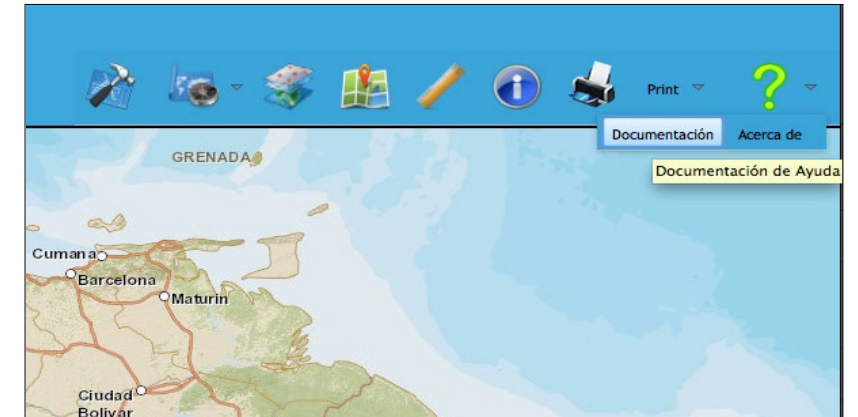 Print
Documentación Acerca de
Documentación de Ayuda
GRENADA
Cumana
Barcelona
Maturin
Ciudad
Bolivar